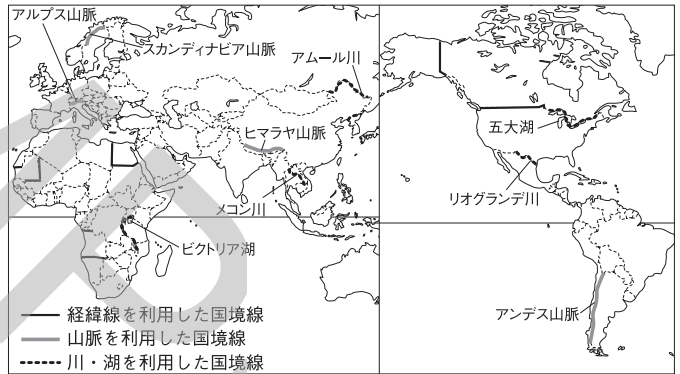 アルプス山脈
スカンディナビア山脈
アムール川
ヒマラヤ山脈
五大湖
メコン川
リオグランデ川
ビクトリア湖
アンデス山脈
経緯線を利用した国境線
山脈を利用した国境線
川・湖を利用した国境線